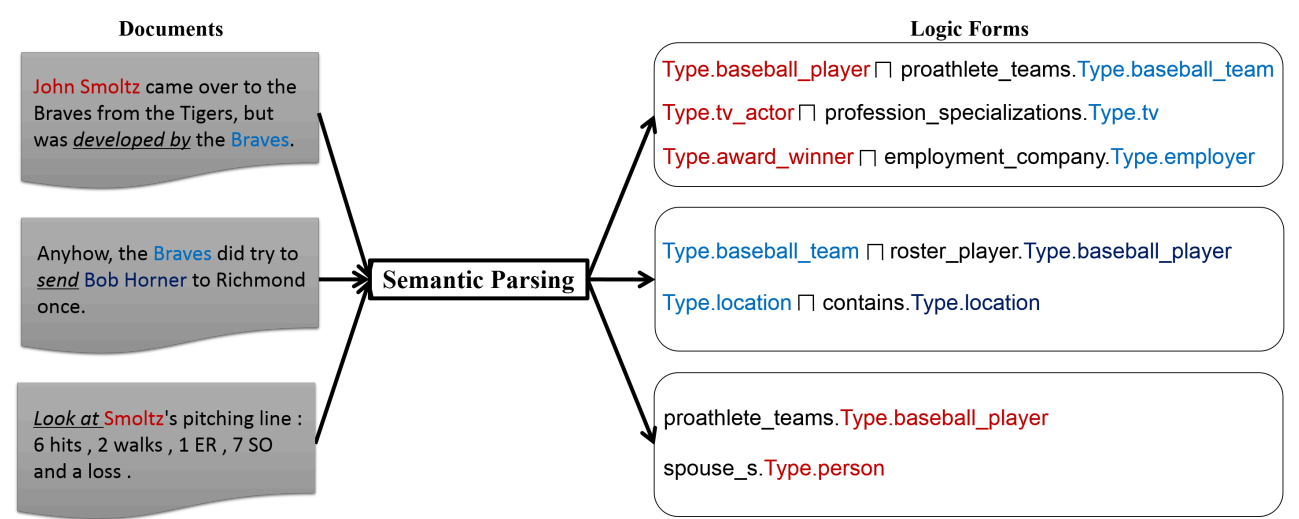 Documents
Logic Forms
John Smoltz came over to the
Braves from the Tigers, but
was developed by the Braves.
Anyhow, the Braves did try to
send Bob Horner to Richmond
once.
Look at Smoltz's pitching line :
6 hits , 2 walks , 1 ER , 7 SO
and a loss .
Semantic Parsing
Type.baseball_player ⊓ proathlete_teams.Type.baseball_team
Type.tv_actor ⊓ profession_specializations.Type.tv
Type.award_winner ⊓ employment_company.Type.employer
Type.baseball_team ⊓ roster_player.Type.baseball_player
Type.location ⊓ contains.Type.location
proathlete_teams.Type.baseball_player
spouse_s.Type.person